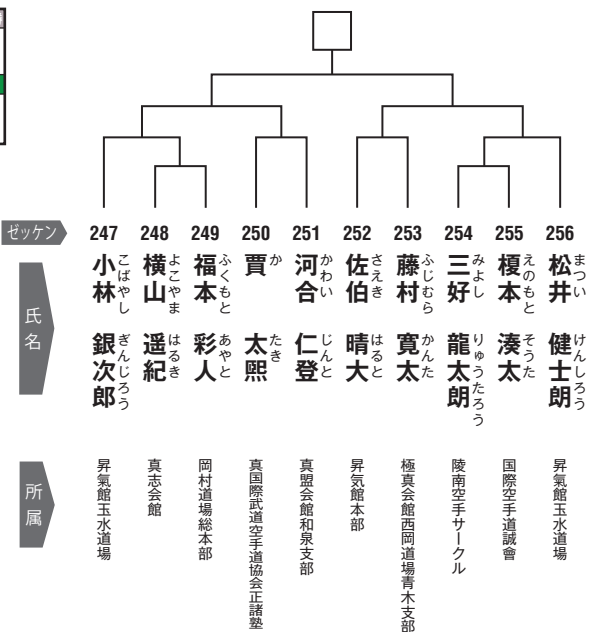 ゼッケン
247 248 249 250 251 252 253 254 255 256
氏名
小林 銀次郎
こばやし ぎんじろう
横山 遥紀
よこやま はるき
福本 彩人
ふくもと あやと
賈 太熙
か たき
河合 仁登
かわい じんと
佐伯 晴大
さえき はると
藤村 寛太
ふじむら かんた
三好 龍太朗
みよし りゅうたろう
榎本 湊太
えのもと そうた
松井 健士朗
まつい けんしろう
所属
昇氣館玉水道場
真志会館
岡村道場総本部
真国際武道空手道協会正諸塾
真盟会館和泉支部
昇気館本部
極真会館西岡道場青木支部
陵南空手サークル
国際空手道誠會
昇氣館玉水道場